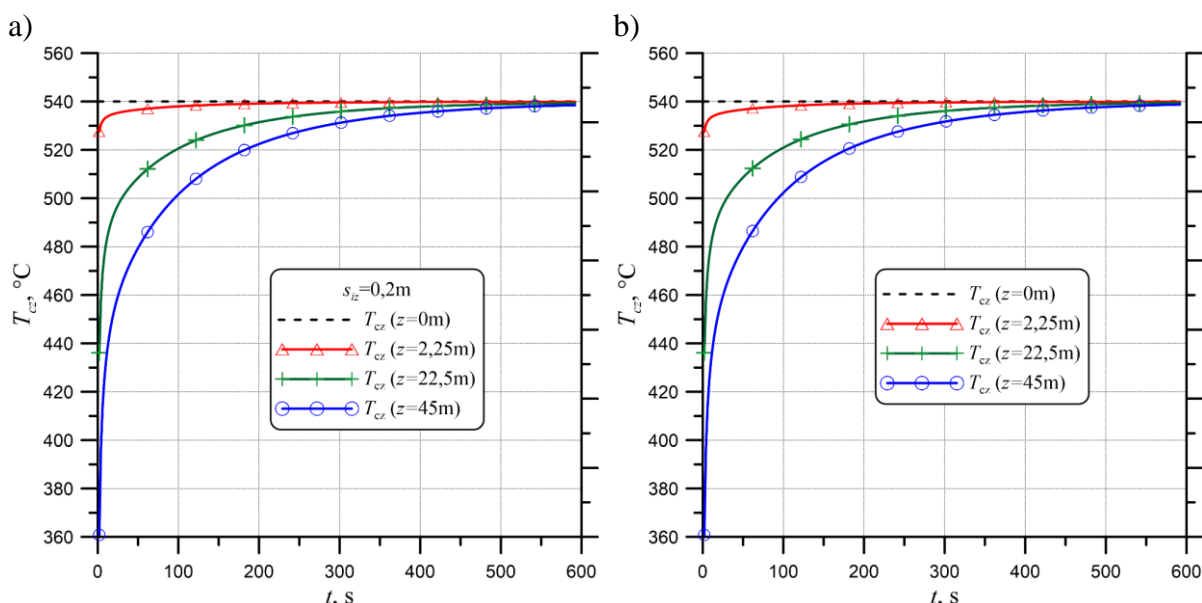 a)
560
540
520
500
480
460
440
420
400
380
360
T_cz, °C
s_iz=0,2m
T_cz (z=0m)
T_cz (z=2,25m)
T_cz (z=22,5m)
T_cz (z=45m)
0 100 200 300 400 500 600
t, s
b)
560
540
520
500
480
460
440
420
400
380
360
T_cz, °C
T_cz (z=0m)
T_cz (z=2,25m)
T_cz (z=22,5m)
T_cz (z=45m)
0 100 200 300 400 500 600
t, s